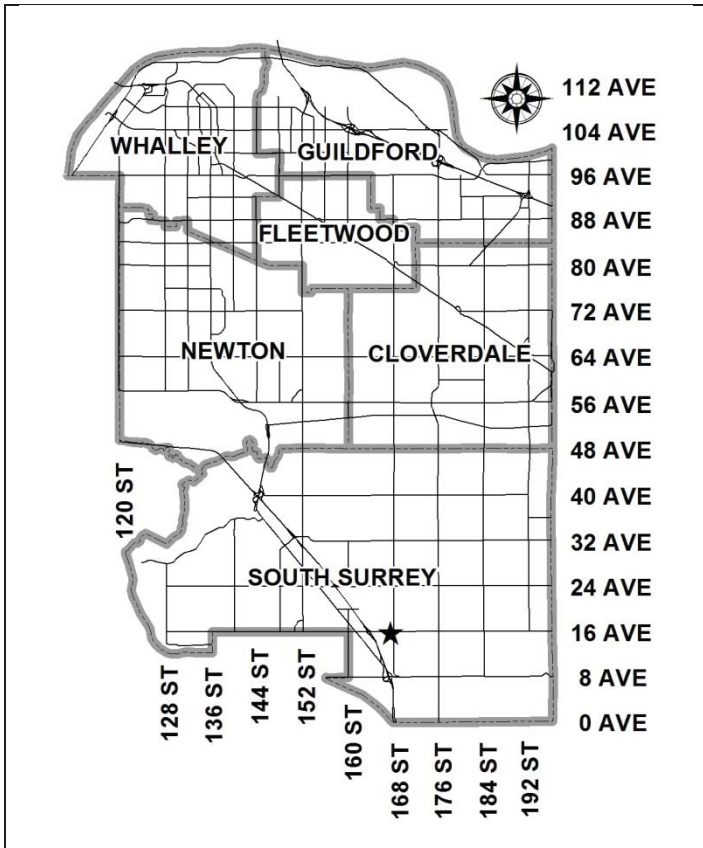 112 AVE
104 AVE
WHALLEY
GUILDFORD
96 AVE
88 AVE
FLEETWOOD
80 AVE
72 AVE
NEWTON
CLOVERDALE
64 AVE
56 AVE
48 AVE
120 ST
40 AVE
32 AVE
SOUTH SURREY
24 AVE
16 AVE
128 ST
136 ST
144 ST
152 ST
8 AVE
160 ST
0 AVE
168 ST
176 ST
184 ST
192 ST